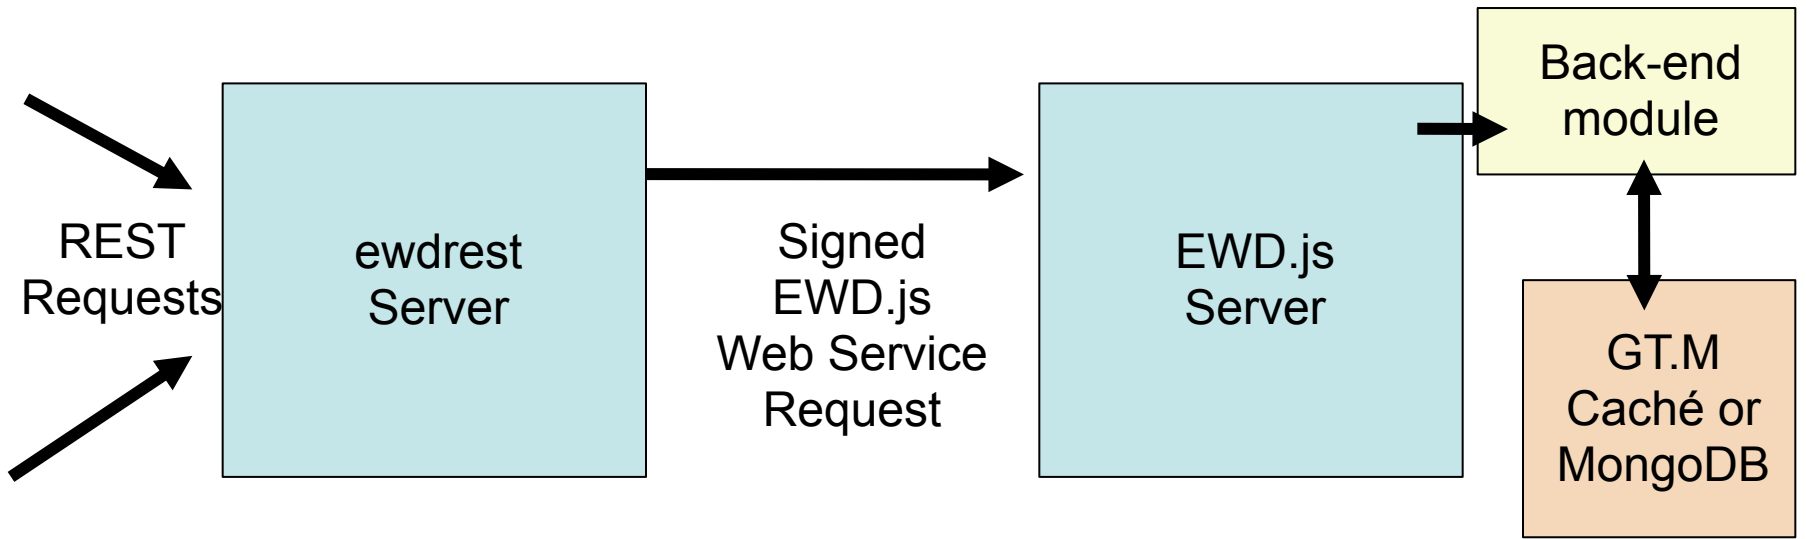 REST
Requests
ewdrest
Server
Signed
EWD.js
Web Service
Request
EWD.js
Server
Back-end
module
GT.M
Caché or
MongoDB